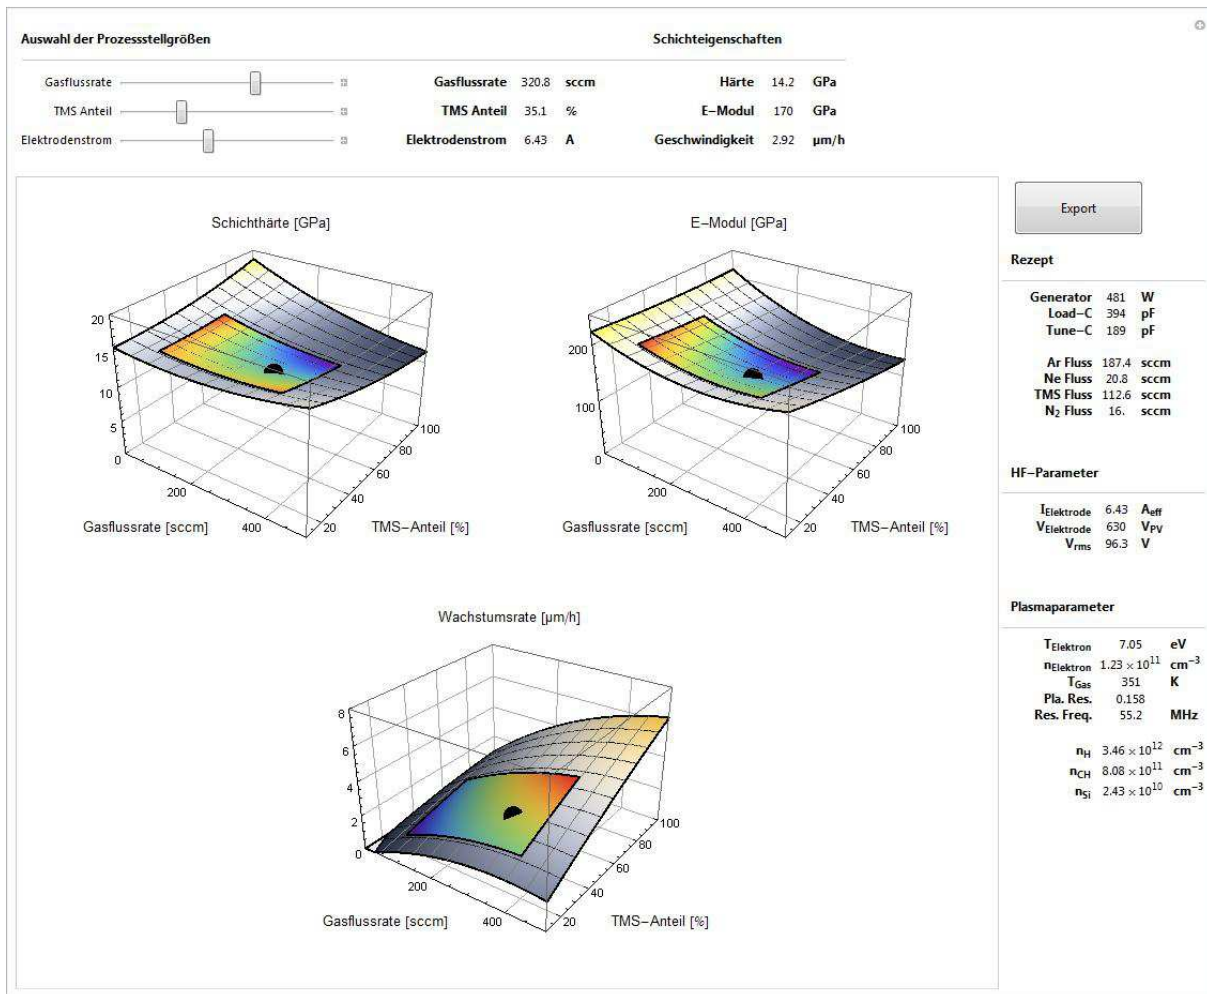 Auswahl der Prozessstellgrößen
Schichteigenschaften
Gasflussrate
Gasflussrate 320.8 sccm
Härte 14.2 GPa
TMS Anteil
TMS Anteil 35.1 %
E-Modul 170 GPa
Elektrodenstrom
Elektrodenstrom 6.43 A
Geschwindigkeit 2.92 µm/h
Schichthärte [GPa]
20
15
10
5
0
200
400
Gasflussrate [sccm]
20
40
60
80
100
TMS-Anteil [%]
E-Modul [GPa]
200
100
0
200
400
Gasflussrate [sccm]
20
40
60
80
100
TMS-Anteil [%]
Wachstumsrate [µm/h]
8
6
4
2
0
200
400
Gasflussrate [sccm]
20
40
60
80
100
TMS-Anteil [%]
Export
Rezept
Generator 481 W
Load-C 394 pF
Tune-C 189 pF
Ar Fluss 187.4 sccm
Ne Fluss 20.8 sccm
TMS Fluss 112.6 sccm
N2 Fluss 16. sccm
HF-Parameter
IElektrode 6.43 Aeff
VElektrode 630 VPV
Vrms 96.3 V
Plasmaparameter
TElektron 7.05 eV
nElektron 1.23 × 10^11 cm^-3
TGas 351 K
Pla. Res. 0.158
Res. Freq. 55.2 MHz
nH 3.46 × 10^12 cm^-3
nCH 8.08 × 10^11 cm^-3
nSi 2.43 × 10^10 cm^-3